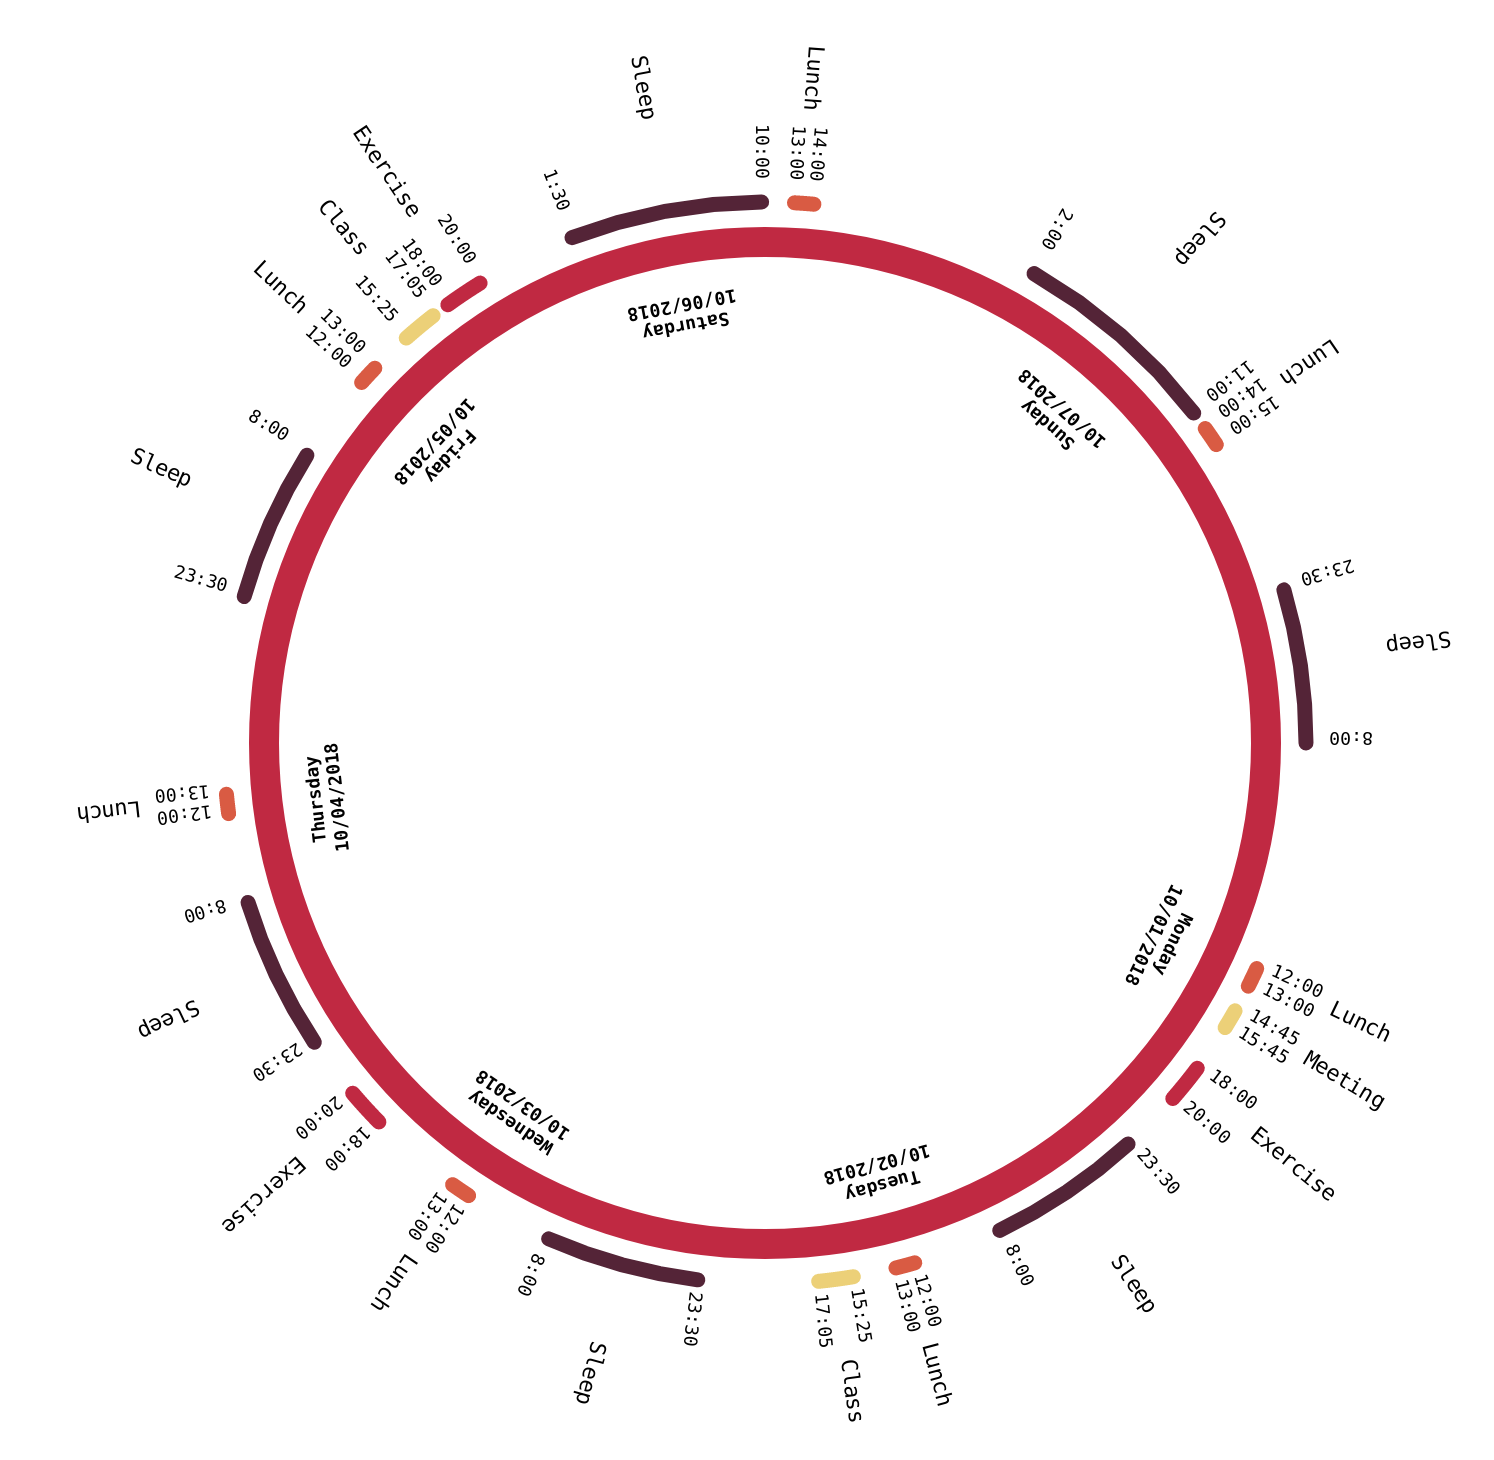 Sleep
23:30
8:00
Monday
10/01/2018
12:00
13:00
Lunch
14:45
15:45
Meeting
18:00
20:00
Exercise
23:30
8:00
Sleep
Tuesday
10/02/2018
12:00
13:00
Lunch
15:25
17:05
Class
23:30
8:00
Sleep
Wednesday
10/03/2018
12:00
13:00
Lunch
18:00
20:00
Exercise
23:30
8:00
Sleep
Thursday
10/04/2018
12:00
13:00
Lunch
23:30
8:00
Sleep
Friday
10/05/2018
12:00
13:00
Lunch
15:25
17:05
Class
18:00
20:00
Exercise
1:30
10:00
Sleep
Saturday
10/06/2018
13:00
14:00
Lunch
2:00
11:00
Sleep
Sunday
10/07/2018
14:00
15:00
Lunch